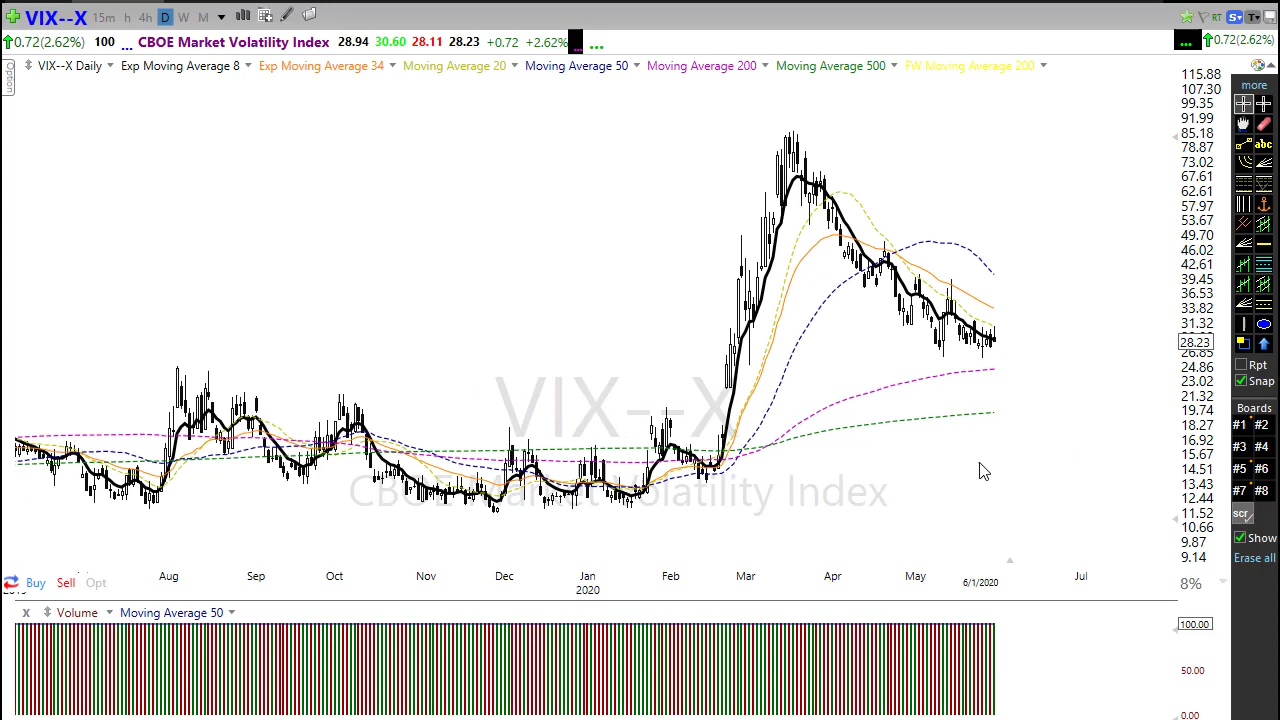 VIX--X 15m h 4h D W M RT S T
0.72(2.62%) 100 ... CBOE Market Volatility Index 28.94 30.60 28.11 28.23 +0.72 +2.62% ... ... ... 0.72(2.62%)
Option
VIX--X Daily Exp Moving Average 8 Exp Moving Average 34 Moving Average 20 Moving Average 50 Moving Average 200 Moving Average 500 FW Moving Average 200
115.88
107.30
99.35
91.99
85.18
78.87
73.02
67.61
62.61
57.97
53.67
49.70
46.02
42.61
39.45
36.53
33.82
31.32
28.23
26.85
24.86
23.02
21.32
19.74
18.27
16.92
15.67
14.51
13.43
12.44
11.52
10.66
9.87
9.14
VIX--X
CBOE Market Volatility Index
more
abc
Rpt
Snap
Boards
#1 #2
#3 #4
#5 #6
#7 #8
scr
Show
Erase all
Aug Sep Oct Nov Dec Jan Feb Mar Apr May 6/1/2020 Jul
2020
Buy Sell Opt
8%
X Volume Moving Average 50
100.00
50.00
0.00